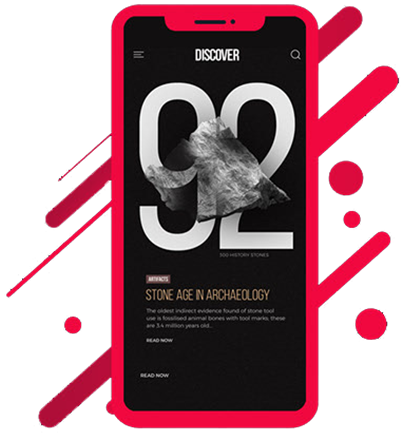 DISCOVER
92
300 HISTORY STONES
ARTIFACTS
STONE AGE IN ARCHAEOLOGY
The oldest indirect evidence found of stone tool
use is fossilised animal bones with tool marks; these
are 3.4 million years old...
READ NOW
READ NOW